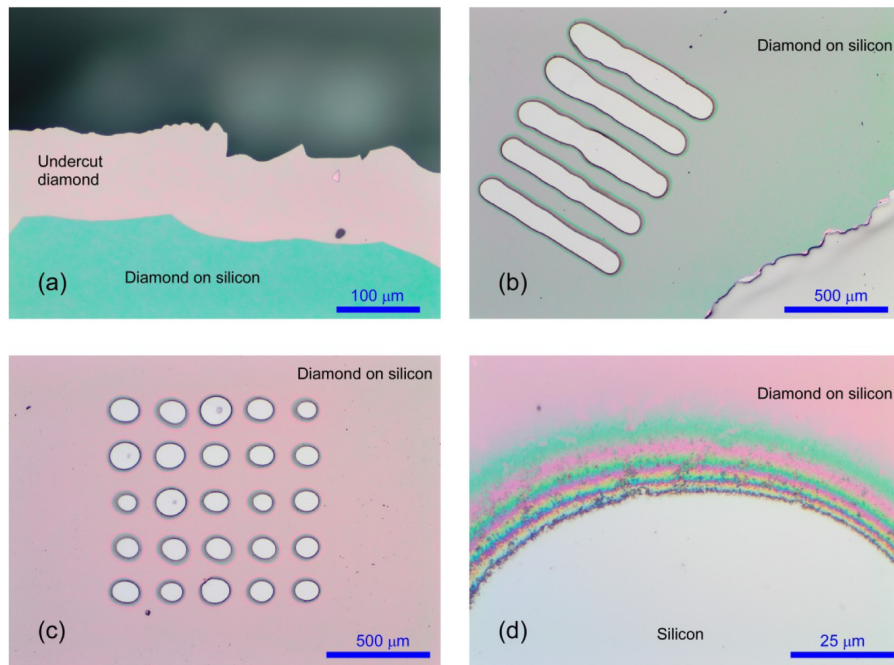 Undercut
diamond
Diamond on silicon
(a)
100 μm
Diamond on silicon
(b)
500 μm
Diamond on silicon
(c)
500 μm
Diamond on silicon
(d)
Silicon
25 μm